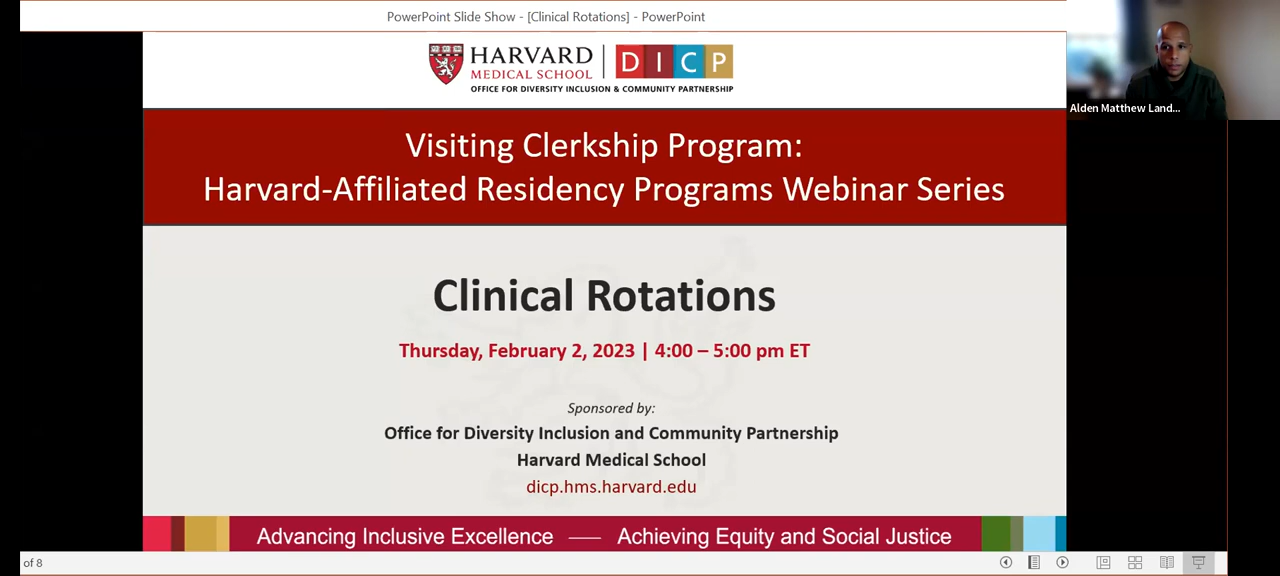 PowerPoint Slide Show - [Clinical Rotations] - PowerPoint
HARVARD
MEDICAL SCHOOL
DICP
OFFICE FOR DIVERSITY INCLUSION & COMMUNITY PARTNERSHIP
Alden Matthew Land...
Visiting Clerkship Program:
Harvard-Affiliated Residency Programs Webinar Series
Clinical Rotations
Thursday, February 2, 2023 | 4:00 – 5:00 pm ET
Sponsored by:
Office for Diversity Inclusion and Community Partnership
Harvard Medical School
dicp.hms.harvard.edu
Advancing Inclusive Excellence — Achieving Equity and Social Justice
of 8